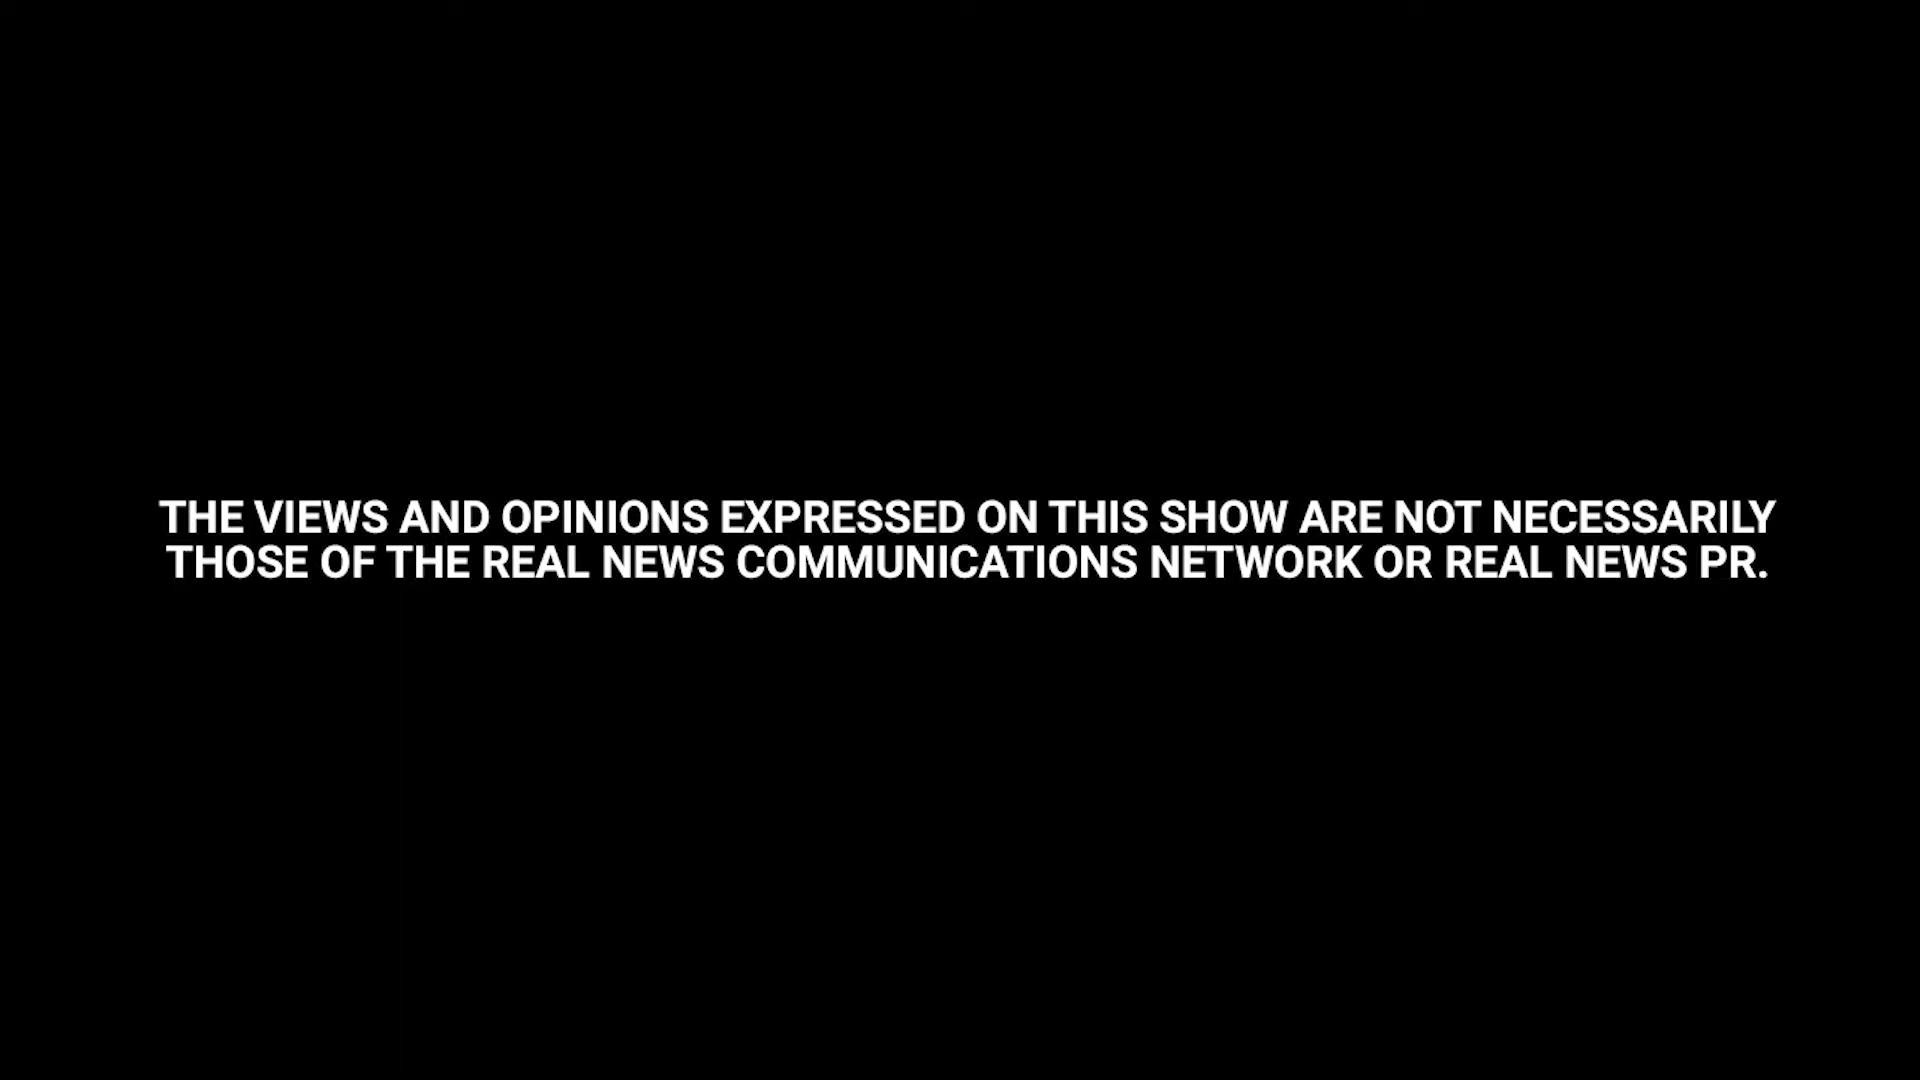 THE VIEWS AND OPINIONS EXPRESSED ON THIS SHOW ARE NOT NECESSARILY
THOSE OF THE REAL NEWS COMMUNICATIONS NETWORK OR REAL NEWS PR.